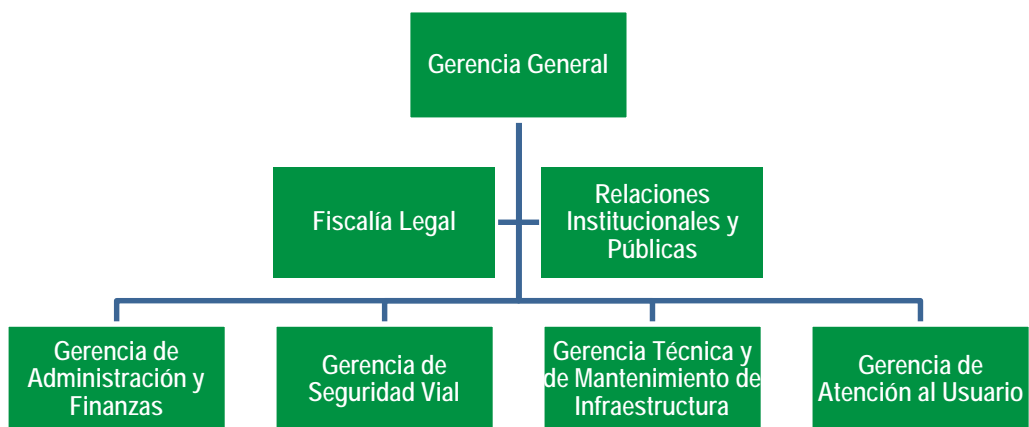 Gerencia General
Fiscalía Legal
Relaciones
Institucionales y
Públicas
Gerencia de
Administración y
Finanzas
Gerencia de
Seguridad Vial
Gerencia Técnica y
de Mantenimiento de
Infraestructura
Gerencia de
Atención al Usuario